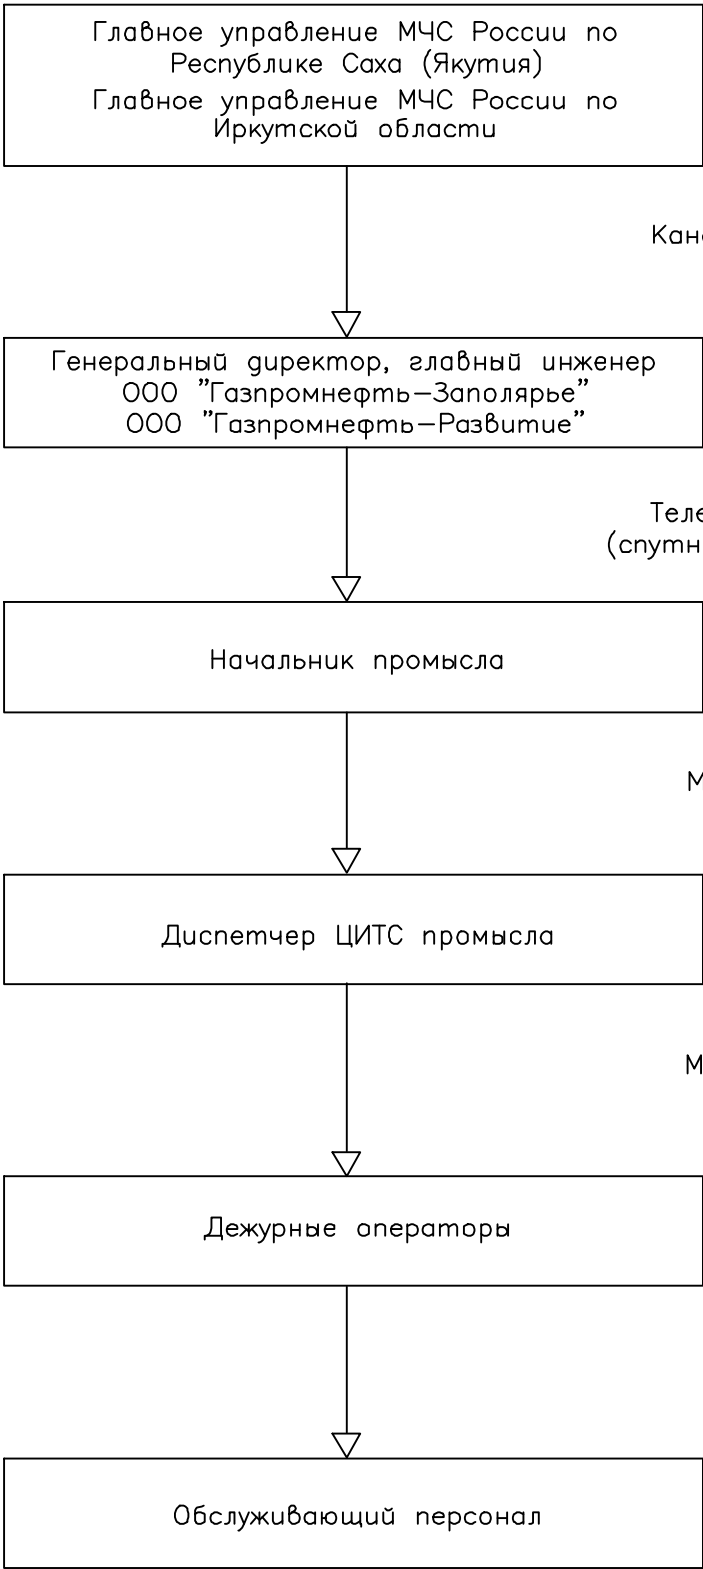 Главное управление МЧС России по
Республике Саха (Якутия)
Главное управление МЧС России по
Иркутской области
Генеральный директор, главный инженер
ООО "Газпромнефть-Заполярье"
ООО "Газпромнефть-Развитие"
Начальник промысла
Диспетчер ЦИТС промысла
Дежурные операторы
Обслуживающий персонал